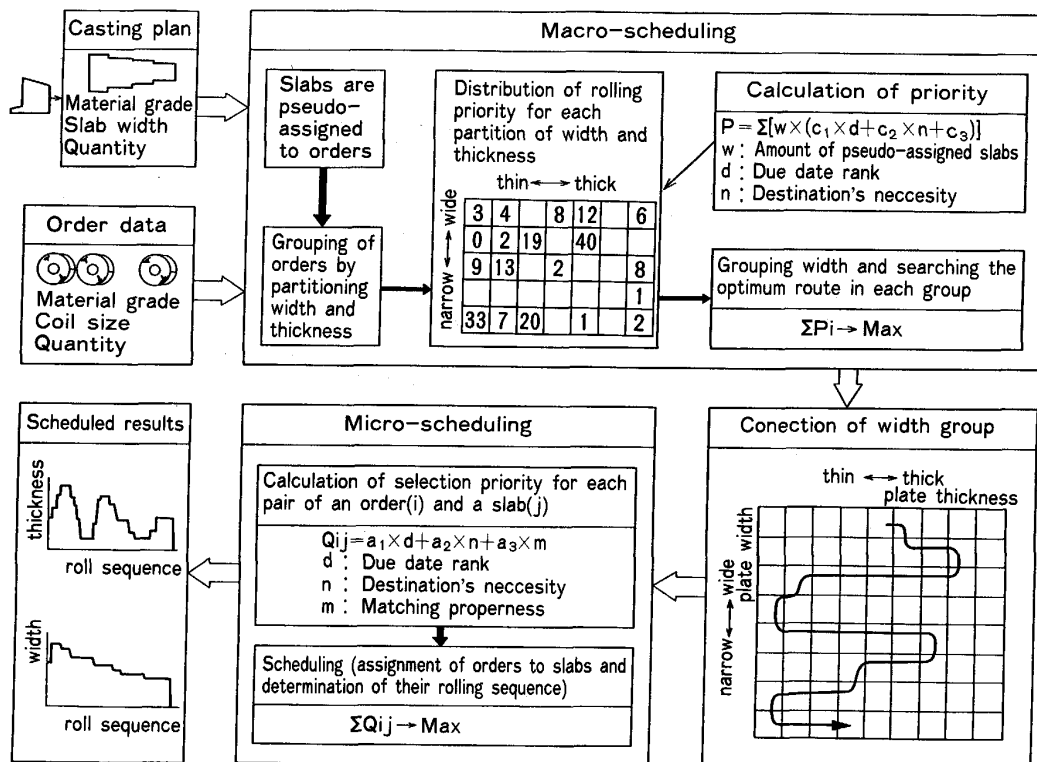 Casting plan
Material grade
Slab width
Quantity
Order data
Material grade
Coil size
Quantity
Macro-scheduling
Slabs are
pseudo-
assigned
to orders
Grouping of
orders by
partitioning
width and
thickness
Distribution of rolling
priority for each
partition of width and
thickness
thin ⟷ thick
narrow ⟷ wide
3 4 8 12 6
0 2 19 40
9 13 2 8
1
33 7 20 1 2
Calculation of priority
P=Σ[w×(c₁×d+c₂×n+c₃)]
w : Amount of pseudo-assigned slabs
d : Due date rank
n : Destination's neccesity
Grouping width and searching the
optimum route in each group
ΣPi → Max
Conection of width group
thin ⟷ thick
plate thickness
narrow ⟷ wide
plate width
Micro-scheduling
Calculation of selection priority for each
pair of an order(i) and a slab(j)
Qij=a₁×d+a₂×n+a₃×m
d : Due date rank
n : Destination's neccesity
m : Matching properness
Scheduling (assignment of orders to slabs and
determination of their rolling sequence)
ΣQij → Max
Scheduled results
thickness
roll sequence
width
roll sequence